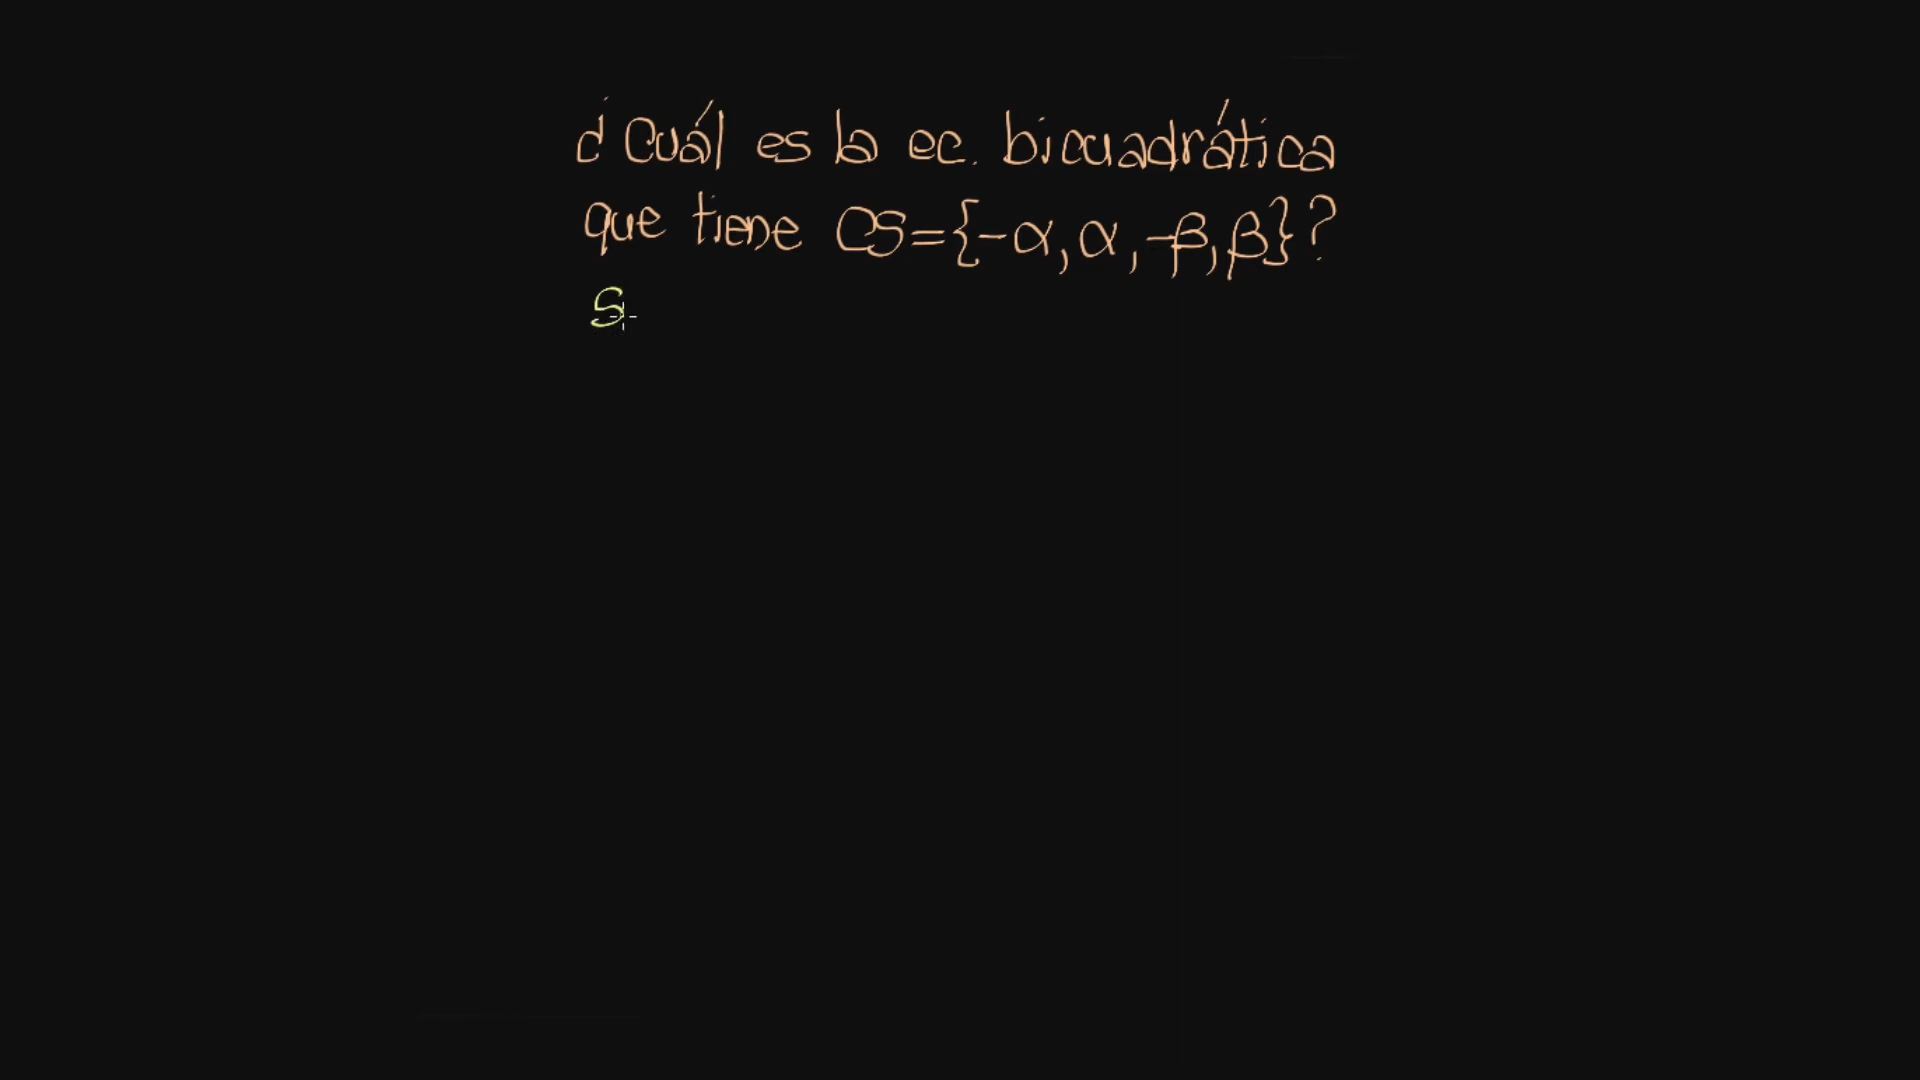 ¿Cuál es la ec. bicuadrática
que tiene CS={-α, α, -β, β}?
S